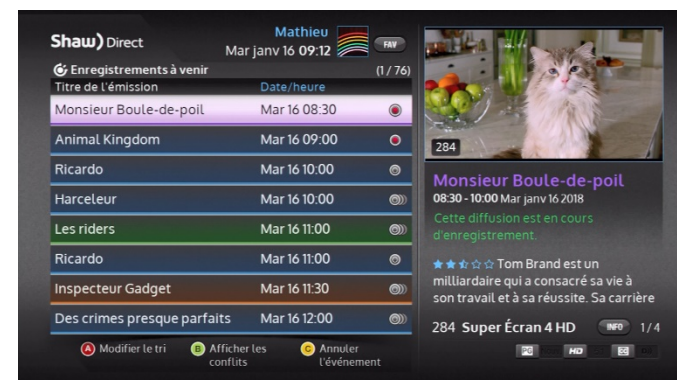 Shaw) Direct
Mathieu
Mar janv 16 09:12
FAV
Enregistrements à venir (1 / 76)
Titre de l'émission Date/heure
Monsieur Boule-de-poil Mar 16 08:30
Animal Kingdom Mar 16 09:00
Ricardo Mar 16 10:00
Harceleur Mar 16 10:00
Les riders Mar 16 11:00
Ricardo Mar 16 11:00
Inspecteur Gadget Mar 16 11:30
Des crimes presque parfaits Mar 16 12:00
A Modifier le tri
B Afficher les
conflits
C Annuler
l'événement
284
Monsieur Boule-de-poil
08:30 - 10:00 Mar janv 16 2018
Cette diffusion est en cours
d'enregistrement.
Tom Brand est un
milliardaire qui a consacré sa vie à
son travail et à sa réussite. Sa carrière
284 Super Écran 4 HD INFO 1/4
PG HD